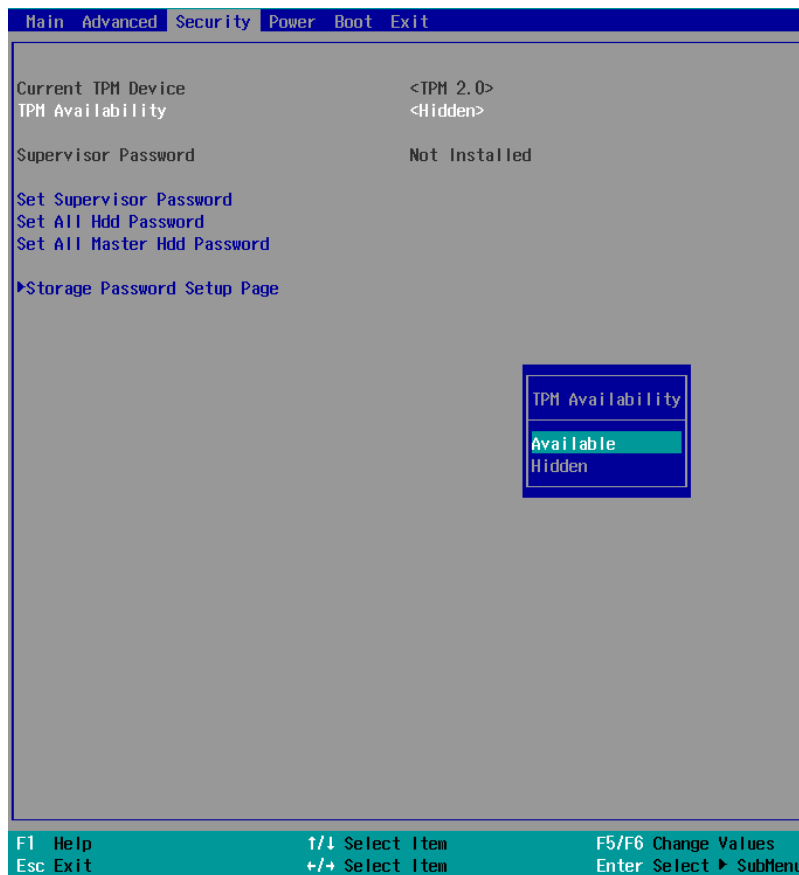 Main Advanced Security Power Boot Exit
Current TPM Device <TPM 2.0>
TPM Availability <Hidden>
Supervisor Password Not Installed
Set Supervisor Password
Set All Hdd Password
Set All Master Hdd Password
▶Storage Password Setup Page
TPM Availability
Available
Hidden
F1 Help ↑/↓ Select Item F5/F6 Change Values
Esc Exit ←/→ Select Item Enter Select ▶ SubMenu